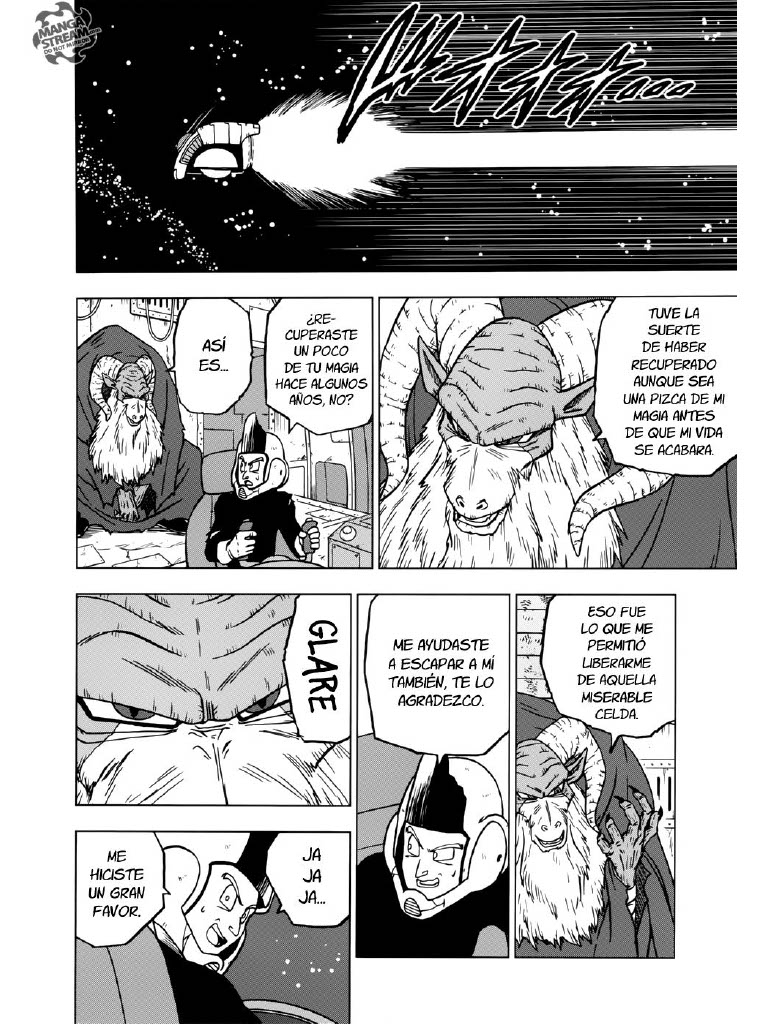 MANGA
STREAM.COM
DO NOT MIRROR
¿RE-
CUPERASTE
UN POCO
DE TU MAGIA
HACE ALGUNOS
AÑOS, NO?
ASÍ
ES...
TUVE LA
SUERTE
DE HABER
RECUPERADO
AUNQUE SEA
UNA PIZCA DE MI
MAGIA ANTES
DE QUE MI VIDA
SE ACABARA.
ESO FUE
LO QUE ME
PERMITIÓ
LIBERARME
DE AQUELLA
MISERABLE
CELDA.
ME AYUDASTE
A ESCAPAR A MÍ
TAMBIÉN, TE LO
AGRADEZCO.
GLARE
JA
JA
JA...
ME
HICISTE
UN GRAN
FAVOR.